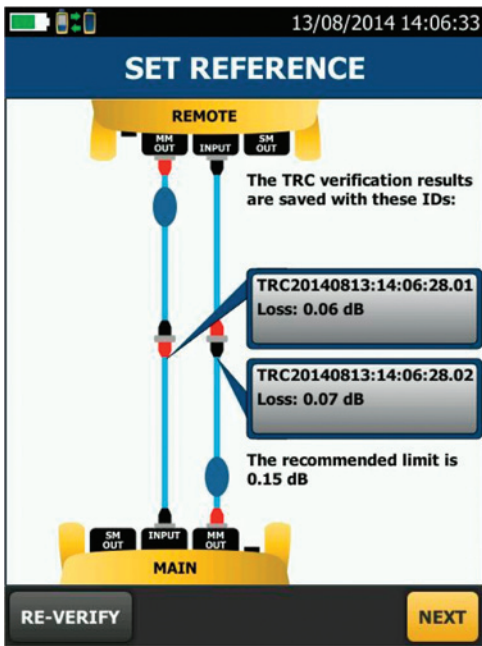 13/08/2014 14:06:33
SET REFERENCE
REMOTE
MM OUT
INPUT
SM OUT
The TRC verification results
are saved with these IDs:
TRC20140813:14:06:28.01
Loss: 0.06 dB
TRC20140813:14:06:28.02
Loss: 0.07 dB
The recommended limit is
0.15 dB
SM OUT
INPUT
MM OUT
MAIN
RE-VERIFY
NEXT